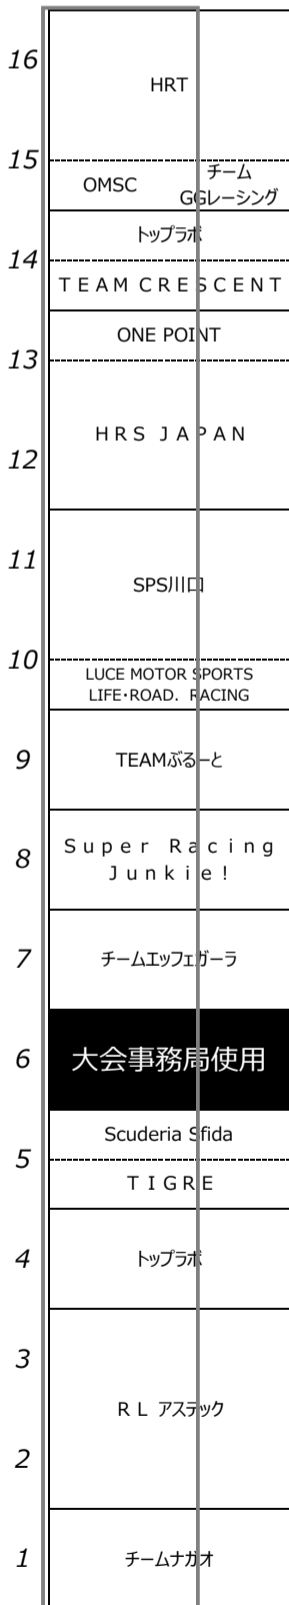 16
HRT
15
OMSC
チーム
GGレーシング
トップラボ
14
ＴＥＡＭ ＣＲＥＳＣＥＮＴ
ONE POINT
13
ＨＲＳ ＪＡＰＡＮ
12
11
SPS川口
10
LUCE MOTOR SPORTS
LIFE・ROAD. RACING
9
TEAMぶるーと
8
Ｓｕｐｅｒ Ｒａｃｉｎｇ
Ｊｕｎｋｉｅ！
7
チームエッフェガーラ
6
大会事務局使用
Scuderia Sfida
5
ＴＩＧＲＥ
4
トップラボ
3
ＲＬ アステック
2
1
チームナガオ